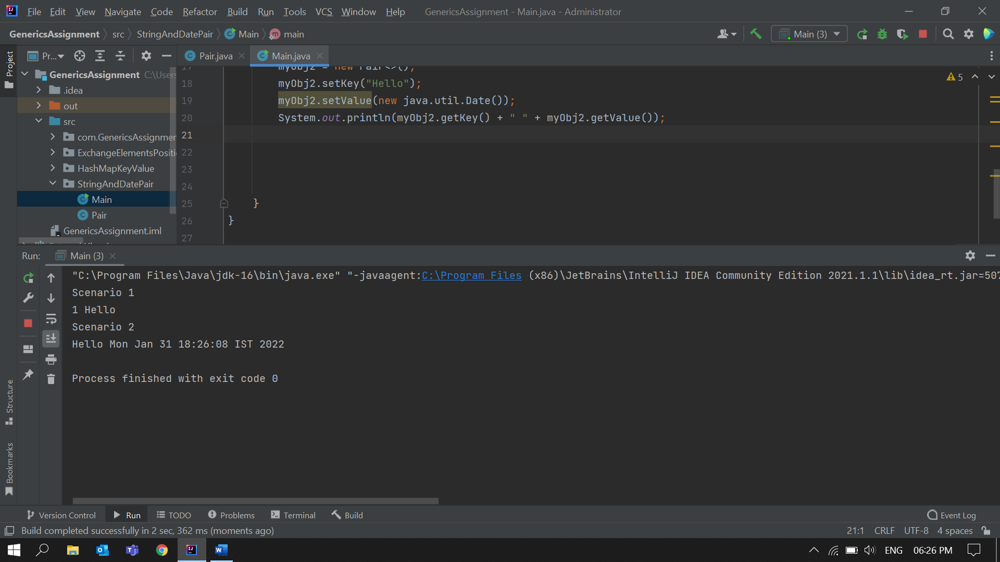 File Edit View Navigate Code Refactor Build Run Tools VCS Window Help GenericsAssignment - Main.java - Administrator
GenericsAssignment src StringAndDatePair Main main Main (3)
Project
Pr... Pair.java Main.java
GenericsAssignment C:\Users
.idea
out
src
com.GenericsAssignmen
ExchangeElementsPositi
HashMapKeyValue
StringAndDatePair
Main
Pair
GenericsAssignment.iml
17 myObj2 = new Pair<>();
18 myObj2.setKey("Hello");
19 myObj2.setValue(new java.util.Date());
20 System.out.println(myObj2.getKey() + " " + myObj2.getValue());
21
22
23
24
25 }
26 }
27
5
Run: Main (3)
"C:\Program Files\Java\jdk-16\bin\java.exe" "-javaagent:C:\Program Files (x86)\JetBrains\IntelliJ IDEA Community Edition 2021.1.1\lib\idea_rt.jar=507
Scenario 1
1 Hello
Scenario 2
Hello Mon Jan 31 18:26:08 IST 2022
Process finished with exit code 0
Structure
Bookmarks
Version Control Run TODO Problems Terminal Build Event Log
Build completed successfully in 2 sec, 362 ms (moments ago) 21:1 CRLF UTF-8 4 spaces
ENG 06:26 PM